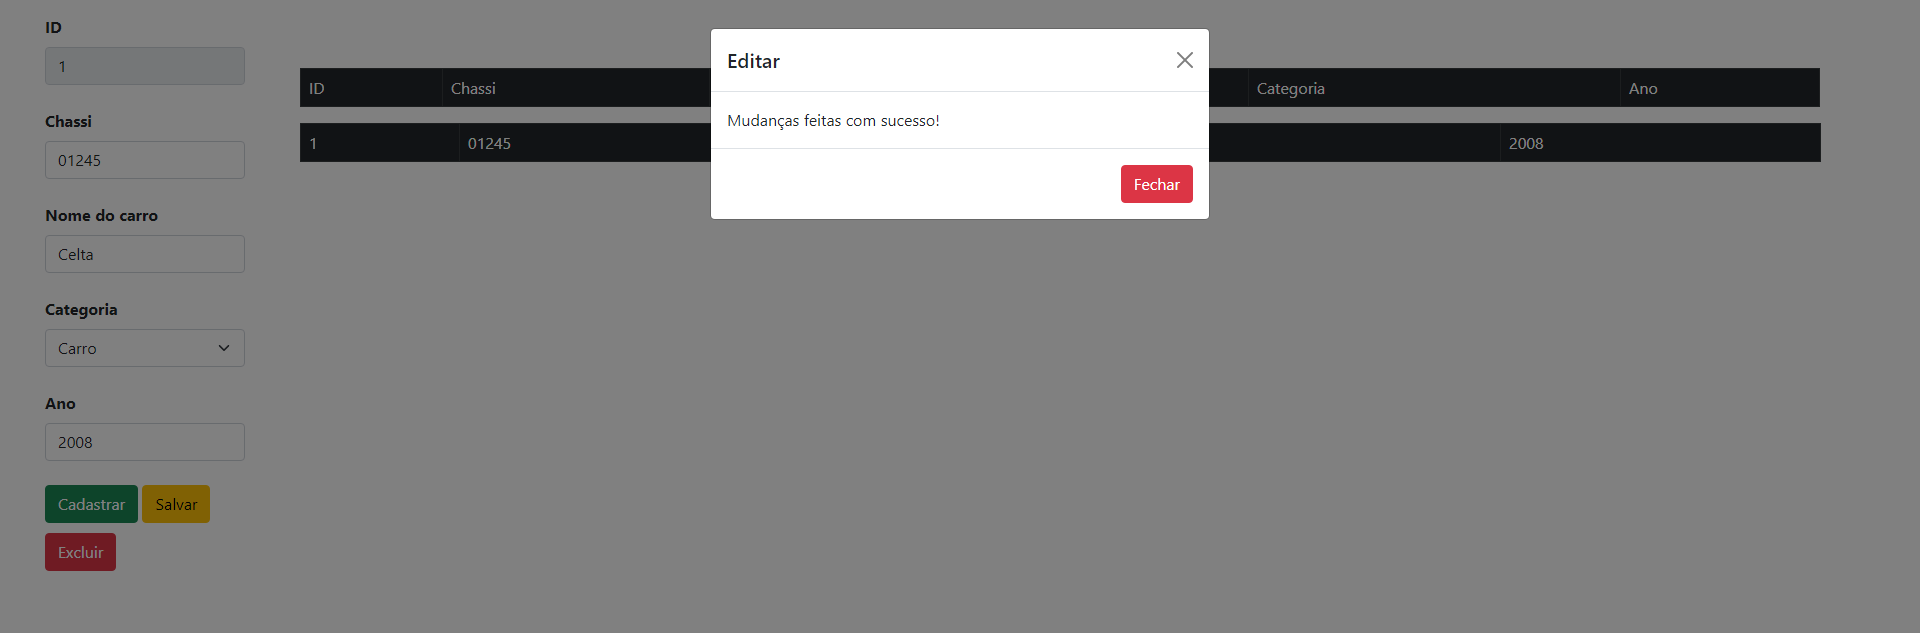 ID
1
Chassi
01245
Nome do carro
Celta
Categoria
Carro
Ano
2008
Cadastrar Salvar
Excluir
ID Chassi Categoria Ano
1 01245 2008
Editar
Mudanças feitas com sucesso!
Fechar